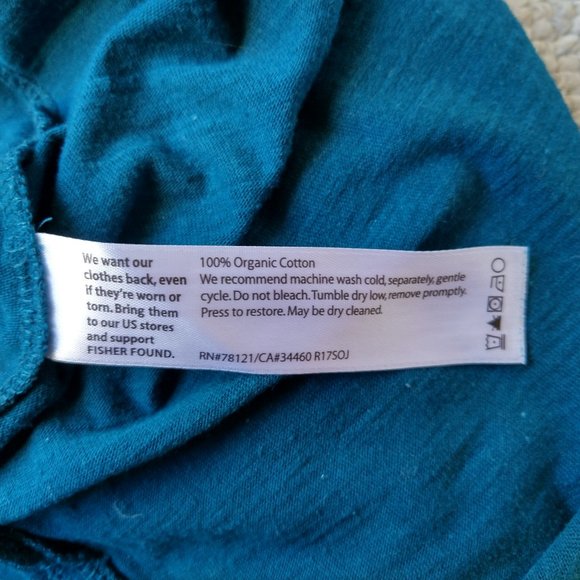 We want our
clothes back, even
if they're worn or
torn. Bring them
to our US stores
and support
FISHER FOUND.
100% Organic Cotton
We recommend machine wash cold, separately, gentle
cycle. Do not bleach. Tumble dry low, remove promptly.
Press to restore. May be dry cleaned.
RN#78121/CA#34460 R17SOJ